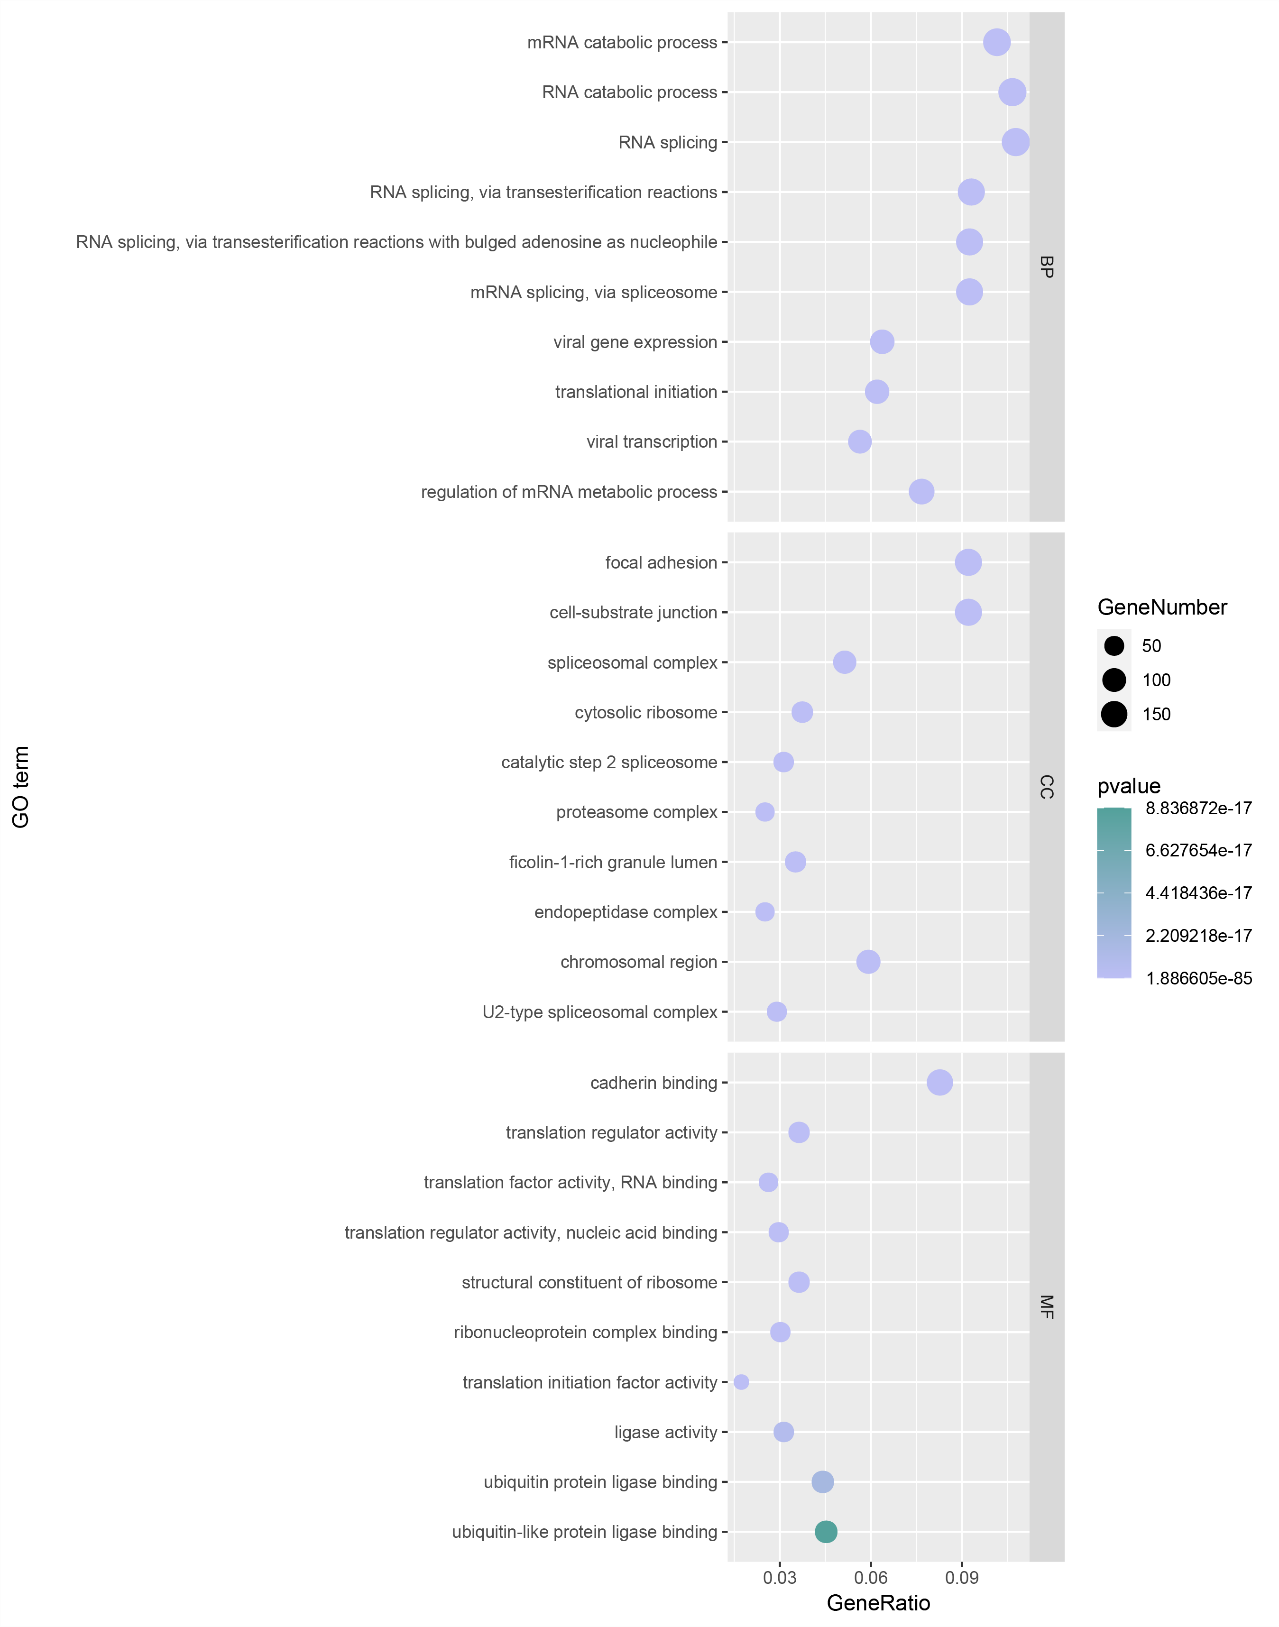 mRNA catabolic process
RNA catabolic process
RNA splicing
RNA splicing, via transesterification reactions
RNA splicing, via transesterification reactions with bulged adenosine as nucleophile
mRNA splicing, via spliceosome
viral gene expression
translational initiation
viral transcription
regulation of mRNA metabolic process
BP
focal adhesion
cell-substrate junction
spliceosomal complex
cytosolic ribosome
catalytic step 2 spliceosome
proteasome complex
ficolin-1-rich granule lumen
endopeptidase complex
chromosomal region
U2-type spliceosomal complex
CC
cadherin binding
translation regulator activity
translation factor activity, RNA binding
translation regulator activity, nucleic acid binding
structural constituent of ribosome
ribonucleoprotein complex binding
translation initiation factor activity
ligase activity
ubiquitin protein ligase binding
ubiquitin-like protein ligase binding
MF
0.03 0.06 0.09
GeneRatio
GO term
GeneNumber
50
100
150
pvalue
8.836872e-17
6.627654e-17
4.418436e-17
2.209218e-17
1.886605e-85